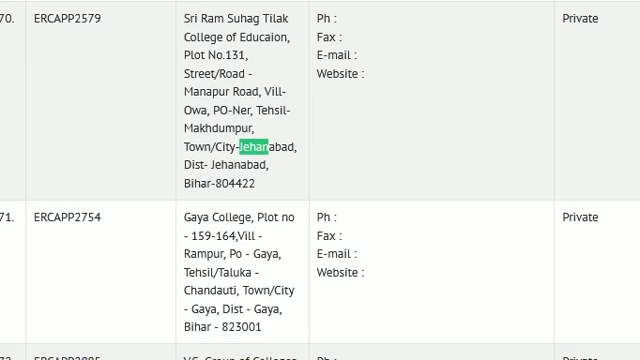 70. ERCAPP2579 Sri Ram Suhag Tilak Ph : Private
College of Educaion, Fax :
Plot No.131, E-mail :
Street/Road - Website :
Manapur Road, Vill-
Owa, PO-Ner, Tehsil-
Makhdumpur,
Town/City-Jehanabad,
Dist- Jehanabad,
Bihar-804422
71. ERCAPP2754 Gaya College, Plot no Ph : Private
- 159-164,Vill - Fax :
Rampur, Po - Gaya, E-mail :
Tehsil/Taluka - Website :
Chandauti, Town/City
- Gaya, Dist - Gaya,
Bihar - 823001